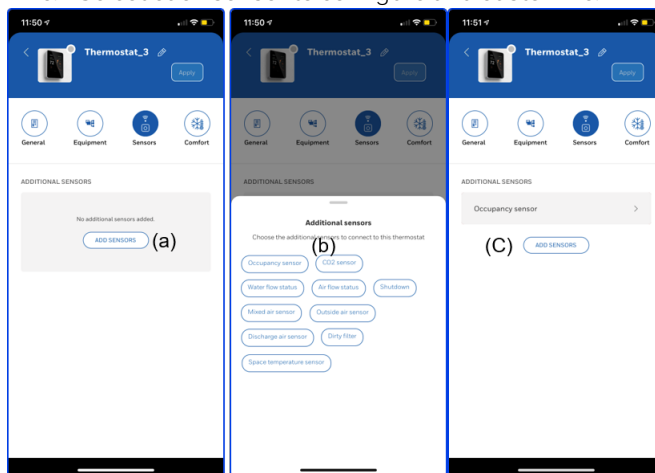 11:50
Thermostat_3
Apply
General
Equipment
Sensors
Comfort
ADDITIONAL SENSORS
No additional sensors added.
ADD SENSORS
(a)
11:50
Thermostat_3
Apply
General
Equipment
Sensors
Comfort
ADDITIONAL SENSORS
Additional sensors
Choose the additional sensors to connect to this thermostat
(b)
Occupancy sensor
CO2 sensor
Water flow status
Air flow status
Shutdown
Mixed air sensor
Outside air sensor
Discharge air sensor
Dirty filter
Space temperature sensor
11:51
Thermostat_3
Apply
General
Equipment
Sensors
Comfort
ADDITIONAL SENSORS
Occupancy sensor
(C)
ADD SENSORS